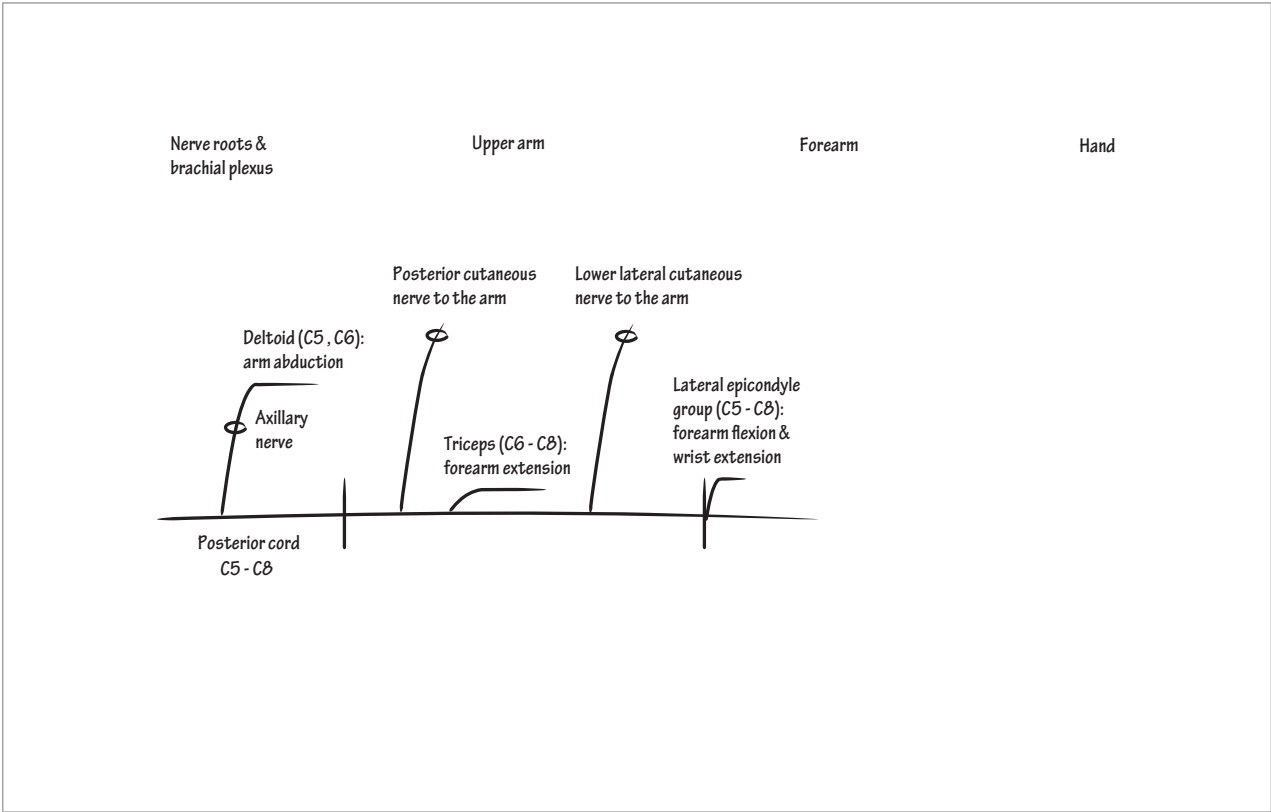 Nerve roots &
brachial plexus
Upper arm
Forearm
Hand
Posterior cutaneous
nerve to the arm
Lower lateral cutaneous
nerve to the arm
Deltoid (C5 , C6):
arm abduction
Axillary
nerve
Triceps (C6 - C8):
forearm extension
Lateral epicondyle
group (C5 - C8):
forearm flexion &
wrist extension
Posterior cord
C5 - C8